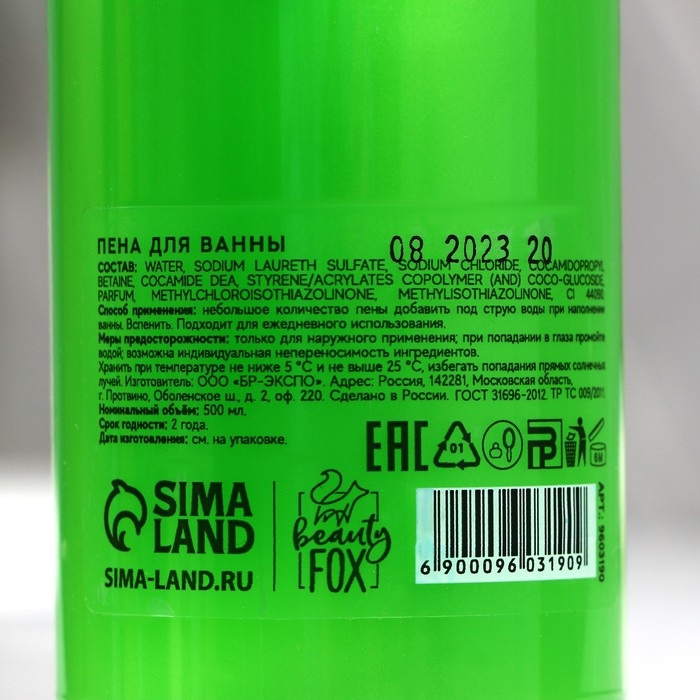 ПЕНА ДЛЯ ВАННЫ
08 2023 20
СОСТАВ: WATER, SODIUM LAURETH SULFATE, SODIUM CHLORIDE, COCAMIDOPROPYL
BETAINE, COCAMIDE DEA, STYRENE/ACRYLATES COPOLYMER (AND) COCO-GLUCOSIDE,
PARFUM, METHYLCHLOROISOTHIAZOLINONE, METHYLISOTHIAZOLINONE, CI 44090.
Способ применения: небольшое количество пены добавить под струю воды при наполнении
ванны. Вспенить. Подходит для ежедневного использования.
Меры предосторожности: только для наружного применения; при попадании в глаза промойте
водой; возможна индивидуальная непереносимость ингредиентов.
Хранить при температуре не ниже 5 °C и не выше 25 °C, избегать попадания прямых солнечных
лучей. Изготовитель: ООО «БР-ЭКСПО». Адрес: Россия, 142281, Московская область,
г. Протвино, Оболенское ш., д. 2, оф. 220. Сделано в России. ГОСТ 31696-2012. ТР ТС 009/2011
Номинальный объём: 500 мл.
Срок годности: 2 года.
Дата изготовления: см. на упаковке.
EAC 01 6M
SIMA
LAND
SIMA-LAND.RU
beauty
FOX
6 900096 031909
АРТ.: 9603190